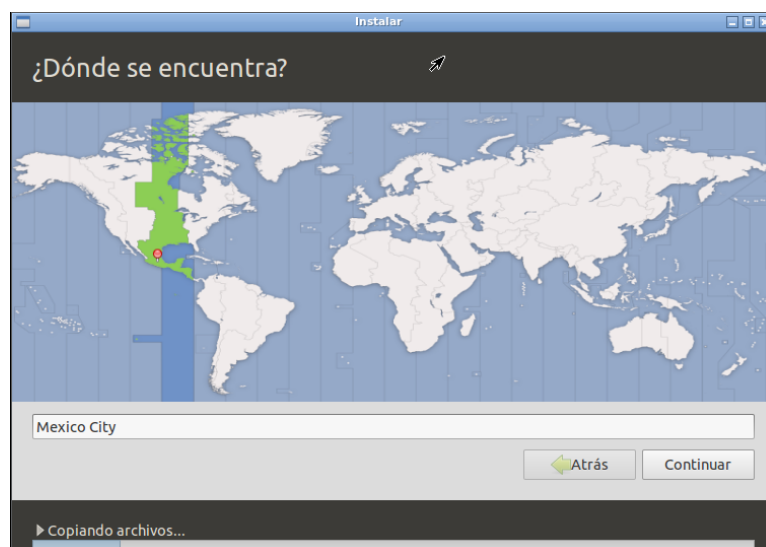 Instalar
¿Dónde se encuentra?
Mexico City
Atrás
Continuar
Copiando archivos...